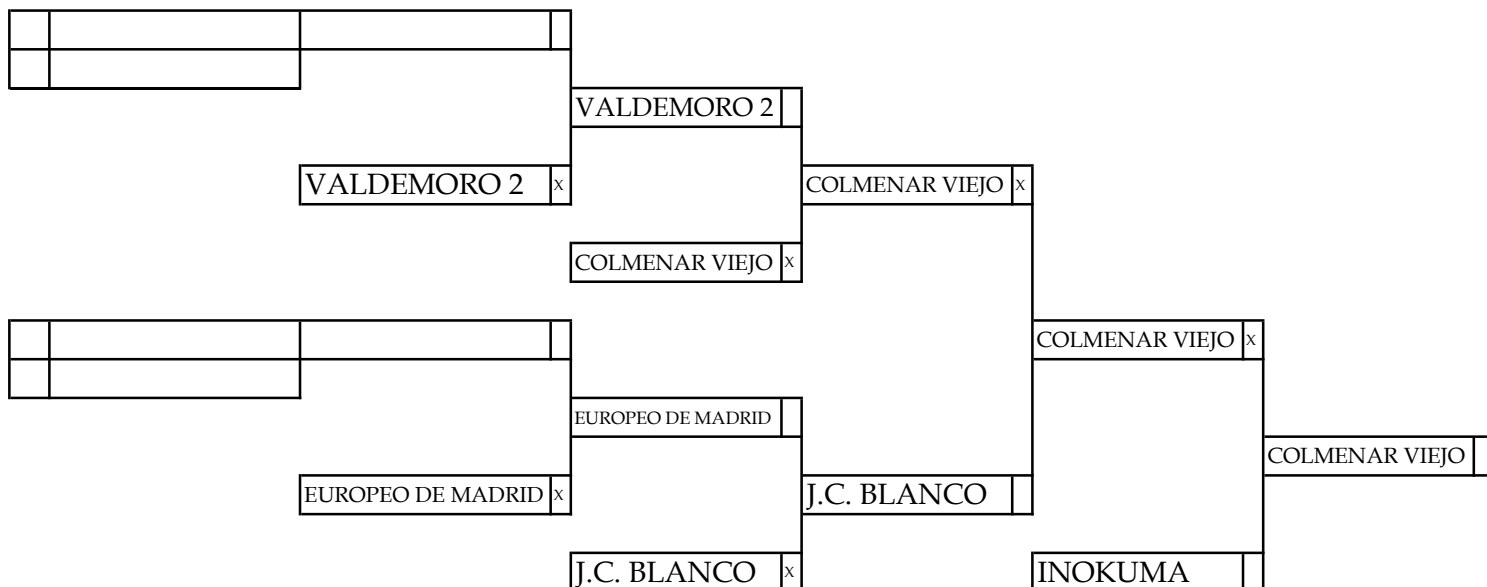 VALDEMORO 2
VALDEMORO 2 x
COLMENAR VIEJO x
COLMENAR VIEJO x
COLMENAR VIEJO x
EUROPEO DE MADRID
COLMENAR VIEJO
EUROPEO DE MADRID x
J.C. BLANCO
J.C. BLANCO x
INOKUMA